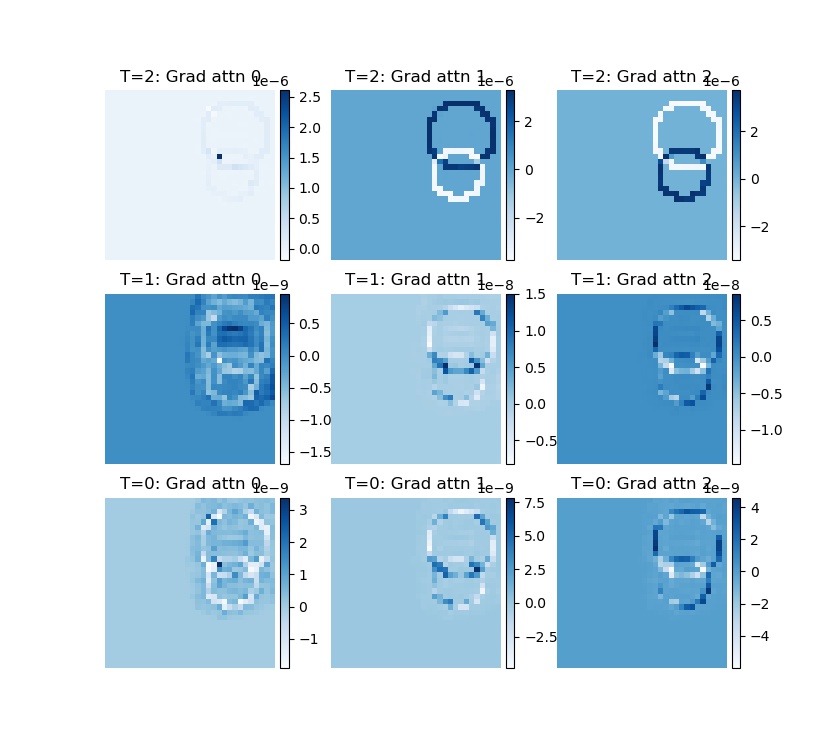 T=2: Grad attn 0
1e−6
T=2: Grad attn 1
1e−6
T=2: Grad attn 2
1e−6
2.5
2.0
1.5
1.0
0.5
0.0
2
0
−2
2
0
−2
T=1: Grad attn 0
1e−9
T=1: Grad attn 1
1e−8
T=1: Grad attn 2
1e−8
0.5
0.0
−0.5
−1.0
−1.5
1.5
1.0
0.5
0.0
−0.5
0.5
0.0
−0.5
−1.0
T=0: Grad attn 0
1e−9
T=0: Grad attn 1
1e−9
T=0: Grad attn 2
1e−9
3
2
1
0
−1
7.5
5.0
2.5
0.0
−2.5
4
2
0
−2
−4